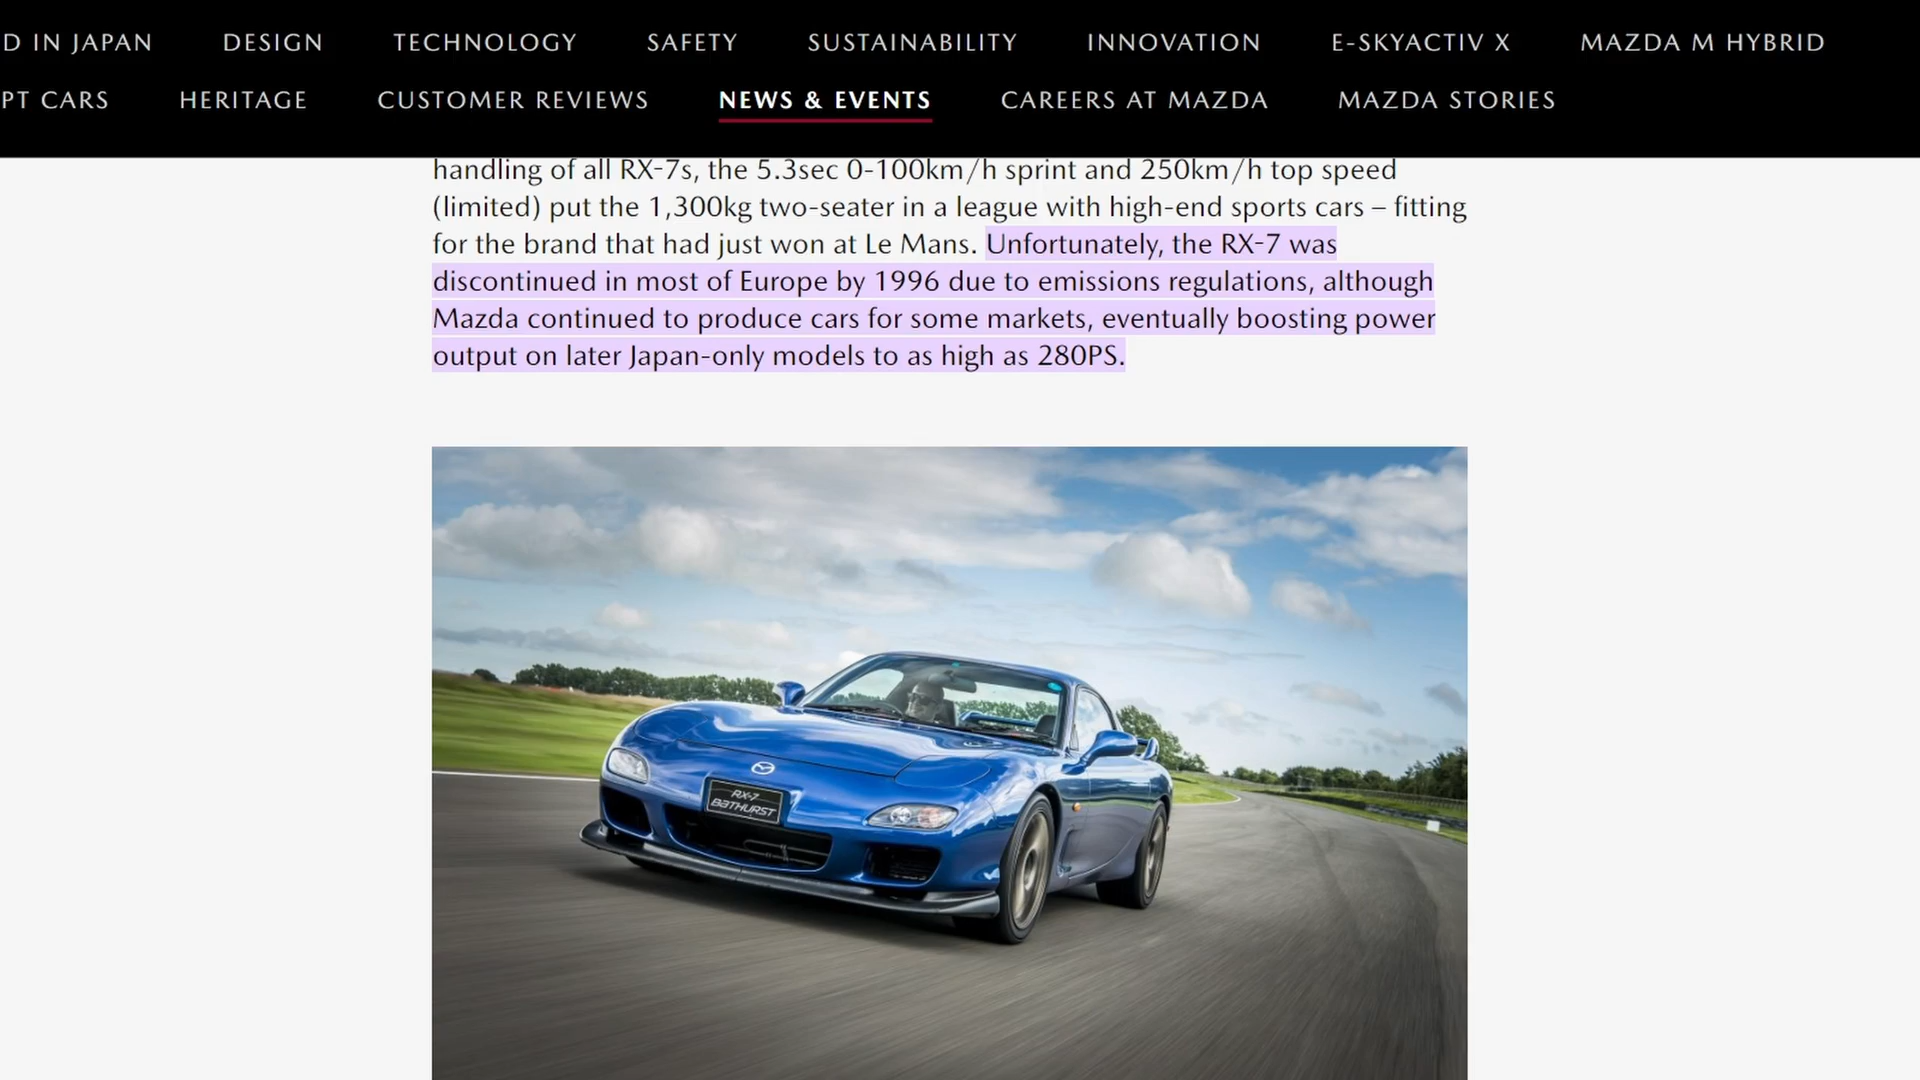 D IN JAPAN DESIGN TECHNOLOGY SAFETY SUSTAINABILITY INNOVATION E-SKYACTIV X MAZDA M HYBRID
PT CARS HERITAGE CUSTOMER REVIEWS NEWS & EVENTS CAREERS AT MAZDA MAZDA STORIES
handling of all RX-7s, the 5.3sec 0-100km/h sprint and 250km/h top speed
(limited) put the 1,300kg two-seater in a league with high-end sports cars – fitting
for the brand that had just won at Le Mans. Unfortunately, the RX-7 was
discontinued in most of Europe by 1996 due to emissions regulations, although
Mazda continued to produce cars for some markets, eventually boosting power
output on later Japan-only models to as high as 280PS.
RX-7
BATHURST